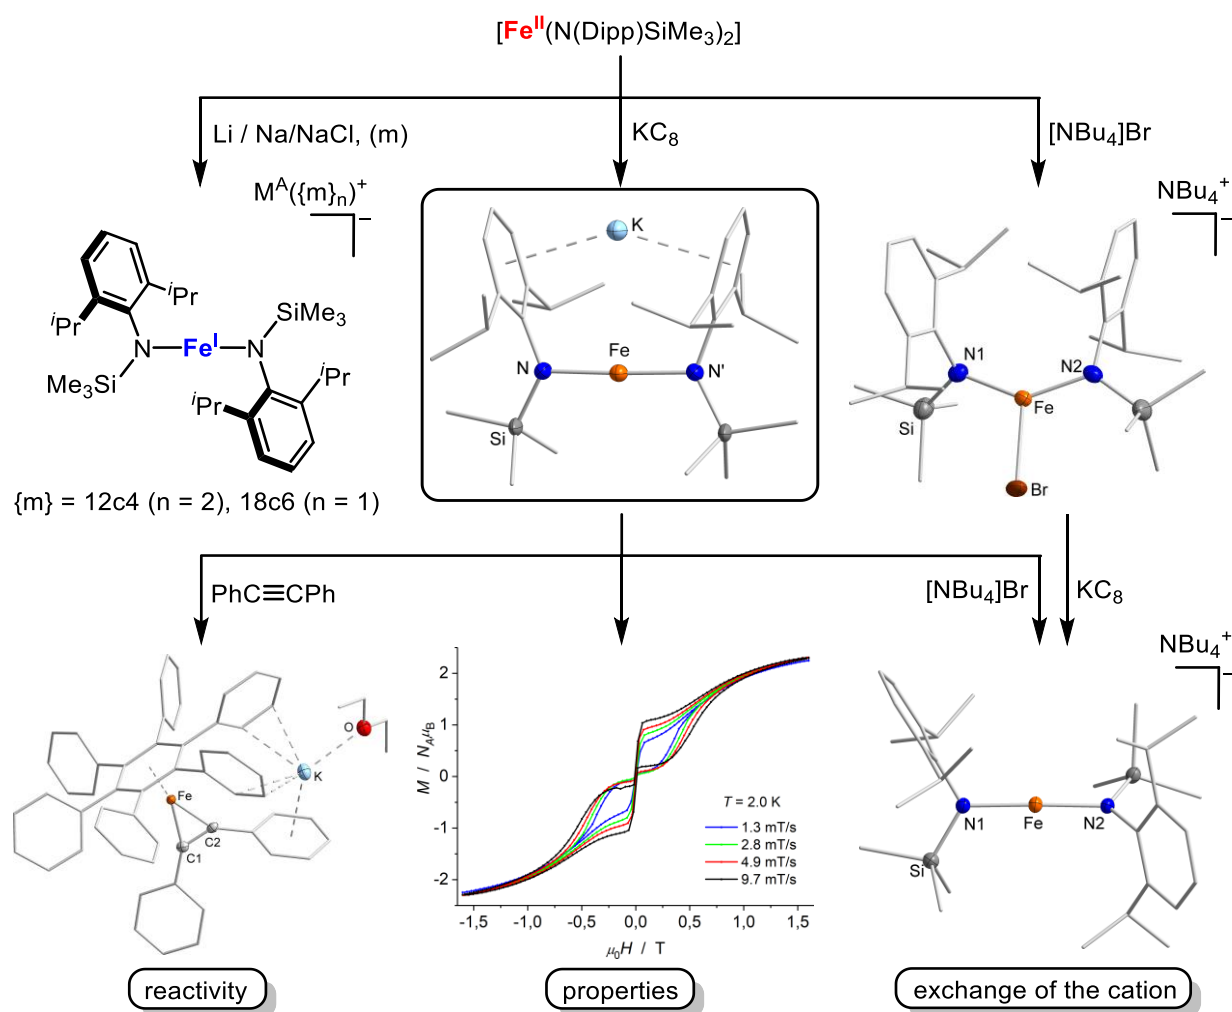 [Fe^II(N(Dipp)SiMe₃)₂]
Li / Na/NaCl, (m)
KC₈
[NBu₄]Br
M^A({m}ₙ)⁺
−
NBu₄⁺
−
ⁱPr
ⁱPr
SiMe₃
N
Fe^I
N
Me₃Si
ⁱPr
ⁱPr
{m} = 12c4 (n = 2), 18c6 (n = 1)
K
N
Fe
N'
Si
N1
N2
Fe
Si
Br
PhC≡CPh
[NBu₄]Br
KC₈
NBu₄⁺
−
O
K
Fe
C2
C1
M / N_Aμ_B
2
1
0
-1
-2
T = 2.0 K
1.3 mT/s
2.8 mT/s
4.9 mT/s
9.7 mT/s
-1,5 -1,0 -0,5 0,0 0,5 1,0 1,5
μ₀H / T
N1
Fe
N2
Si
reactivity
properties
exchange of the cation